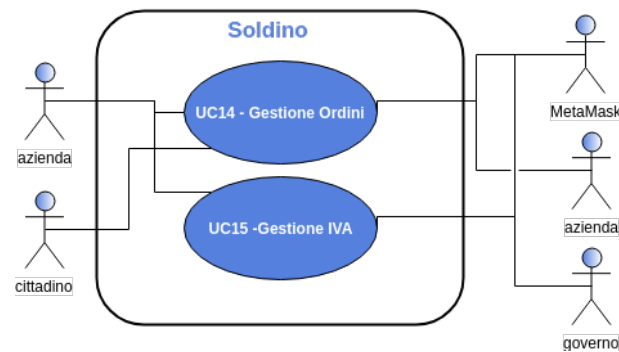 Soldino
azienda
cittadino
UC14 - Gestione Ordini
UC15 -Gestione IVA
MetaMask
azienda
governo